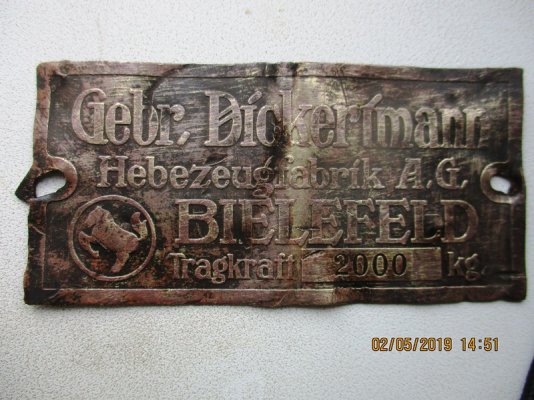 Gebr. Dickertmann
Hebezeugfabrik A.G.
BIELEFELD
Tragkraft 2000 kg.
02/05/2019 14:51